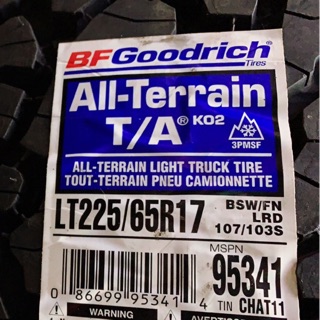 BFGoodrich
Tires
All-Terrain
T/A® KO2
3PMSF
ALL-TERRAIN LIGHT TRUCK TIRE
TOUT-TERRAIN PNEU CAMIONNETTE
LT225/65R17
BSW/FN
LRD
107/103S
MSPN
95341
0 86699 95341 4
TIN CHAT11
WARNING